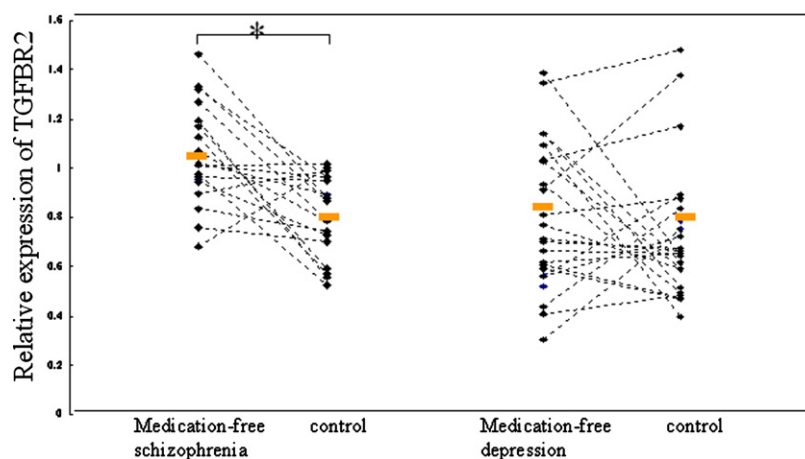 Relative expression of TGFBR2
1.6
1.4
1.2
1
0.8
0.6
0.4
0.2
0
*
Medication-free
schizophrenia
control
Medication-free
depression
control